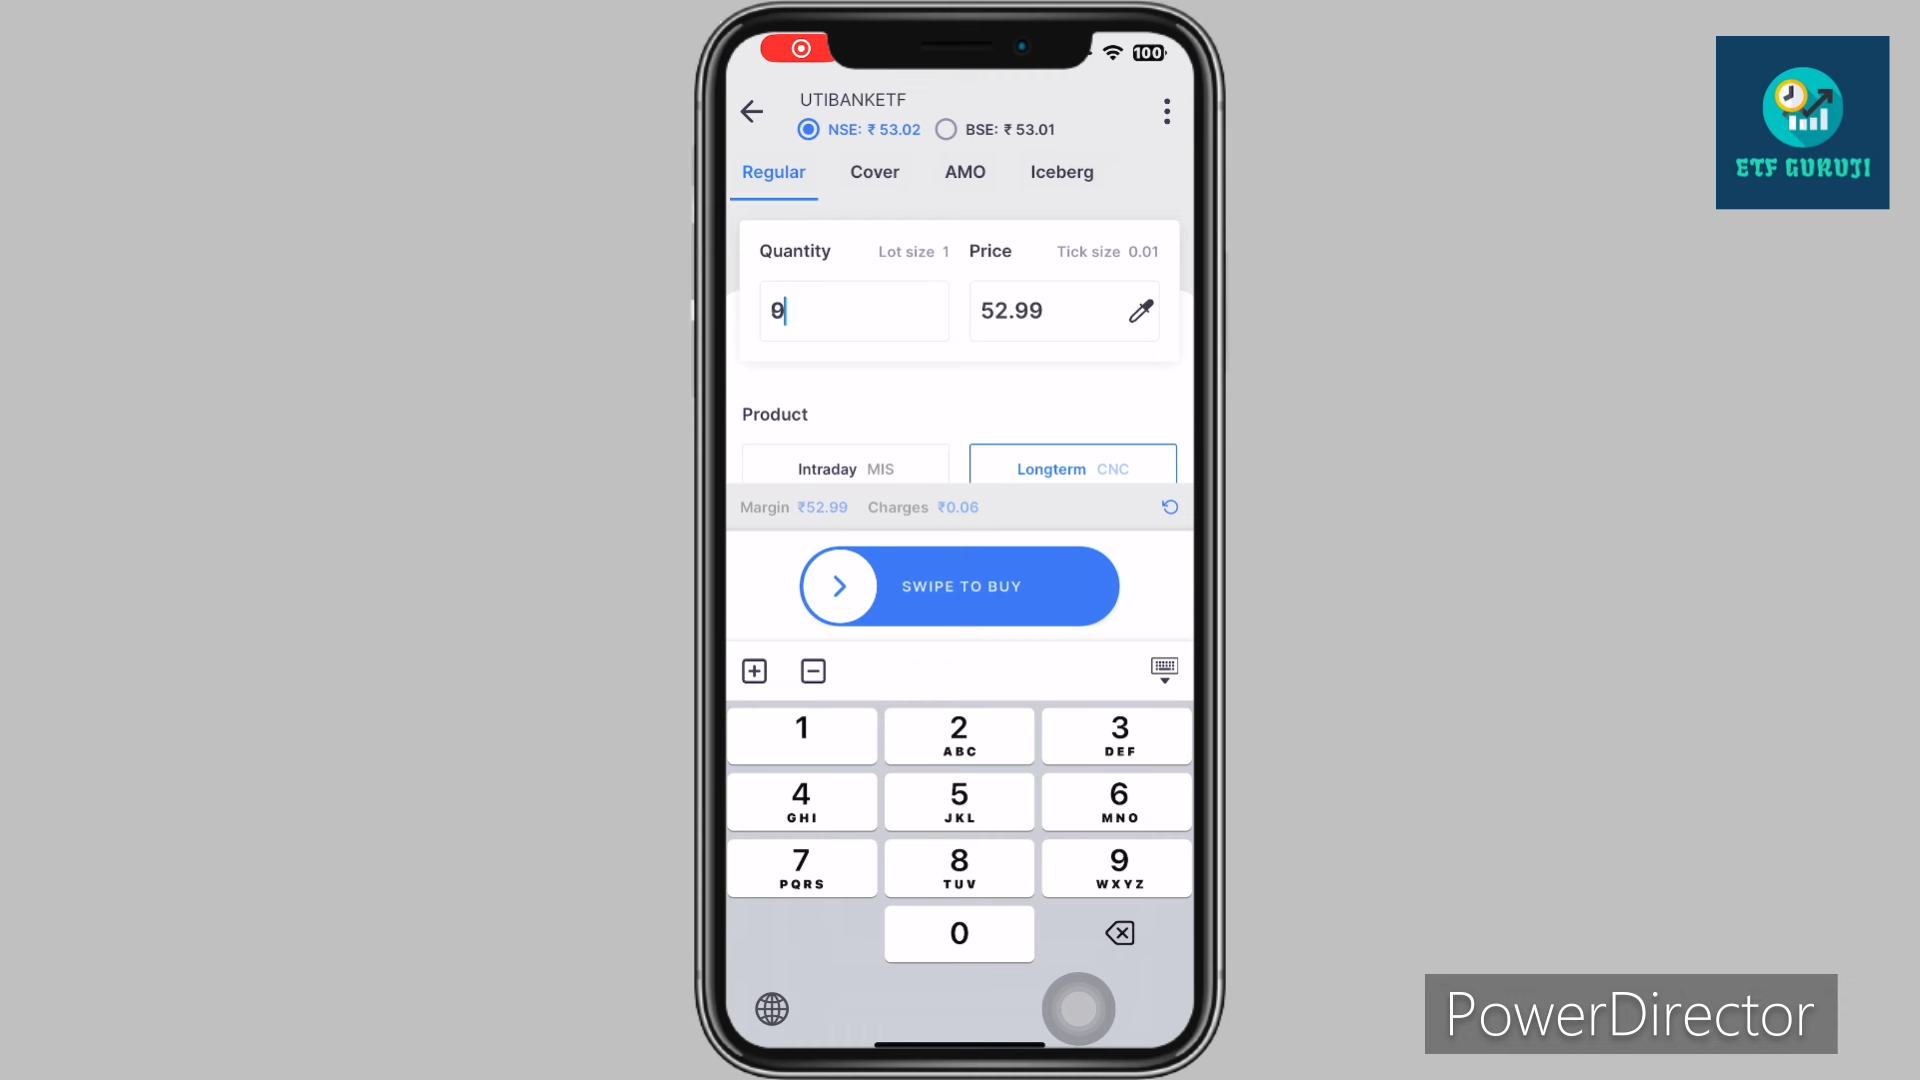 100
UTIBANKETF
NSE: ₹ 53.02 BSE: ₹ 53.01
Regular Cover AMO Iceberg
Quantity Lot size 1 Price Tick size 0.01
9 52.99
Product
Intraday MIS Longterm CNC
Margin ₹52.99 Charges ₹0.06
SWIPE TO BUY
1 2 3
ABC DEF
4 5 6
GHI JKL MNO
7 8 9
PQRS TUV WXYZ
0
ETF GURUJI
PowerDirector